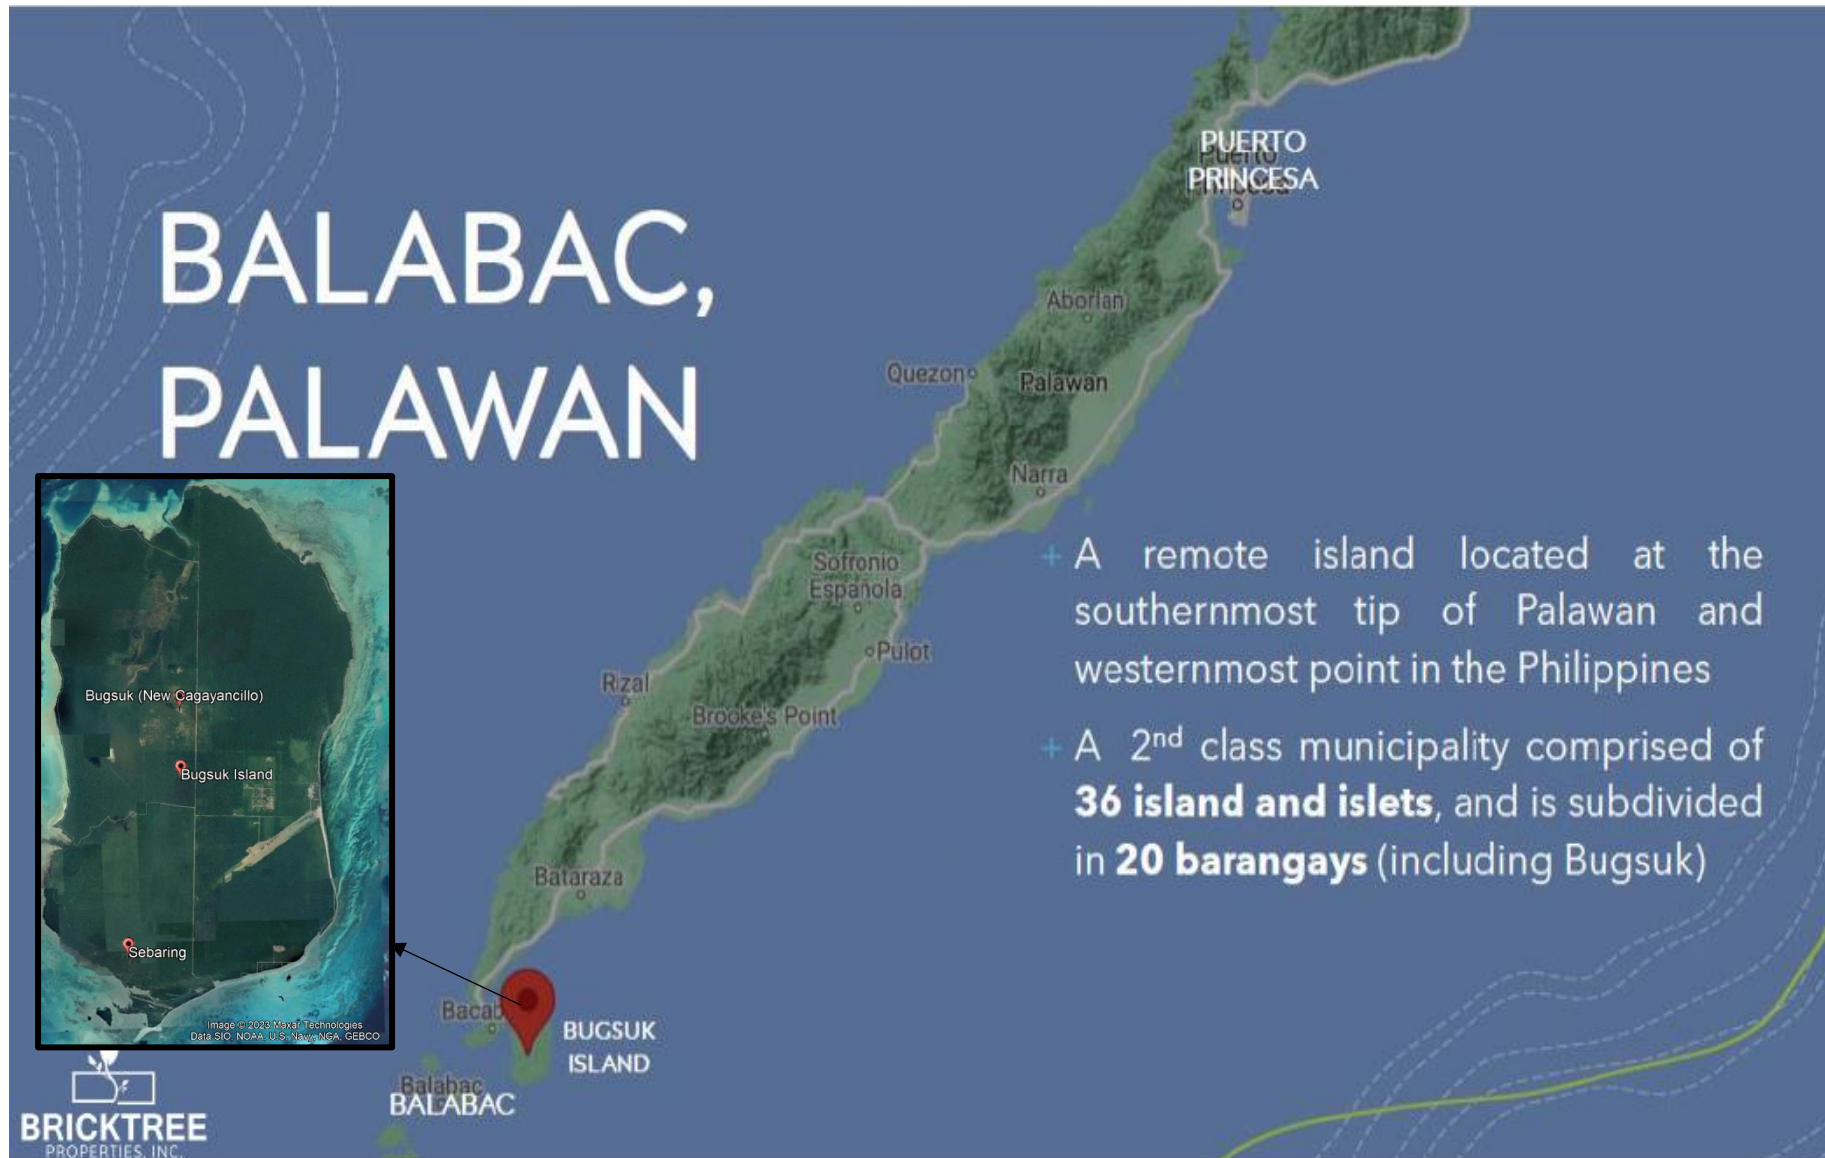 BALABAC,
PALAWAN
PUERTO
PRINCESA
Puerto
Princesa
Aborlan
Quezon
Palawan
Narra
Sofronio
Española
Pulot
Rizal
Brooke's Point
Bataraza
BUGSUK
ISLAND
Balabac
BALABAC
Bugsuk (New Cagayancillo)
Bugsuk Island
Sebaring
Image © 2023 Maxar Technologies
Data SIO, NOAA, U.S. Navy, NGA, GEBCO
+ A remote island located at the
southernmost tip of Palawan and
westernmost point in the Philippines
+ A 2nd class municipality comprised of
36 island and islets, and is subdivided
in 20 barangays (including Bugsuk)
BRICKTREE
PROPERTIES, INC.